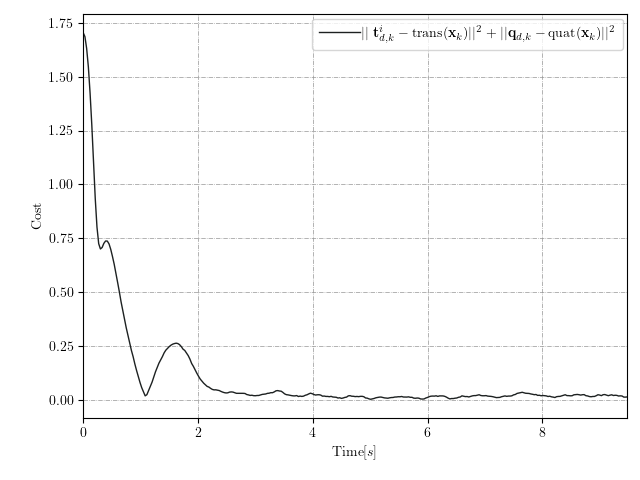 1.75
|| t^i_{d,k} − trans(x_k)||^2 + ||q_{d,k} − quat(x_k)||^2
1.50
1.25
1.00
Cost
0.75
0.50
0.25
0.00
0 2 4 6 8
Time[s]